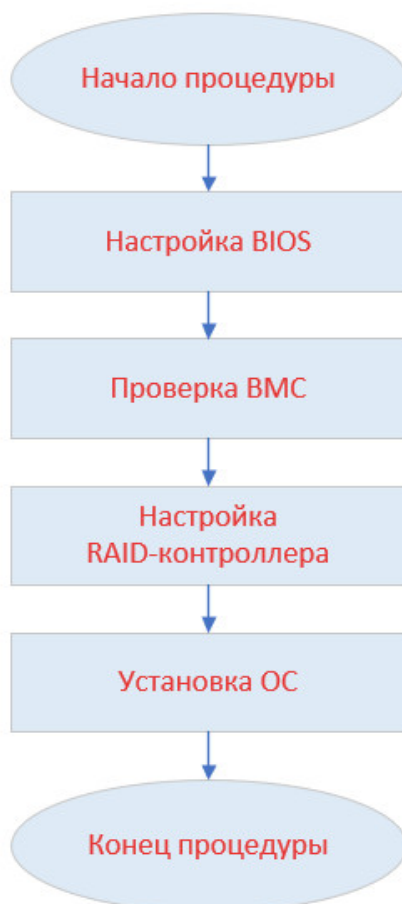 Начало процедуры
Настройка BIOS
Проверка BMC
Настройка
RAID-контроллера
Установка ОС
Конец процедуры